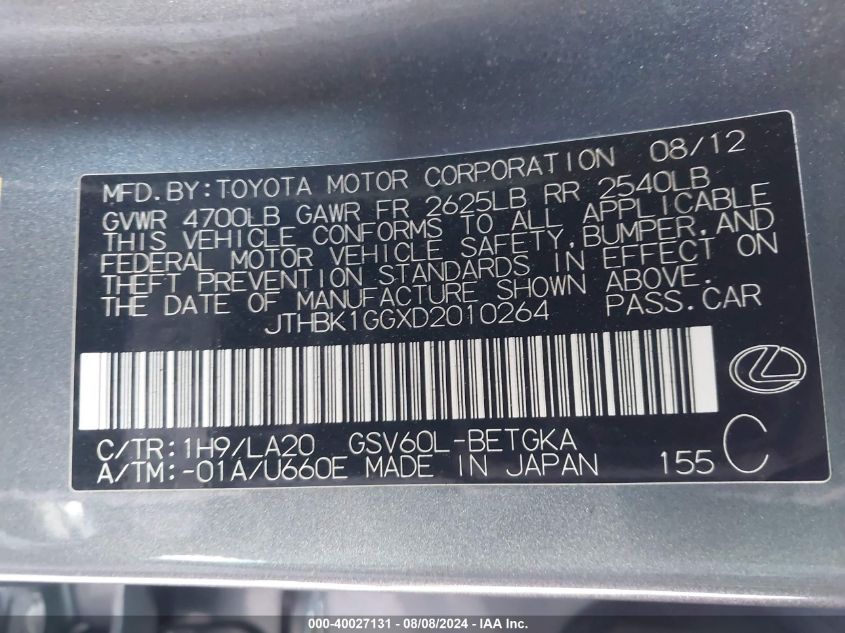 MFD.BY:TOYOTA MOTOR CORPORATION 08/12
GVWR 4700LB GAWR FR 2625LB RR 2540LB
THIS VEHICLE CONFORMS TO ALL APPLICABLE
FEDERAL MOTOR VEHICLE SAFETY,BUMPER,AND
THEFT PREVENTION STANDARDS IN EFFECT ON
THE DATE OF MANUFACTURE SHOWN ABOVE.
JTHBK1GGXD2010264 PASS.CAR
C/TR:1H9/LA20 GSV60L-BETGKA
A/TM:-01A/U660E MADE IN JAPAN 155 C
000-40027131 - 08/08/2024 - IAA Inc.